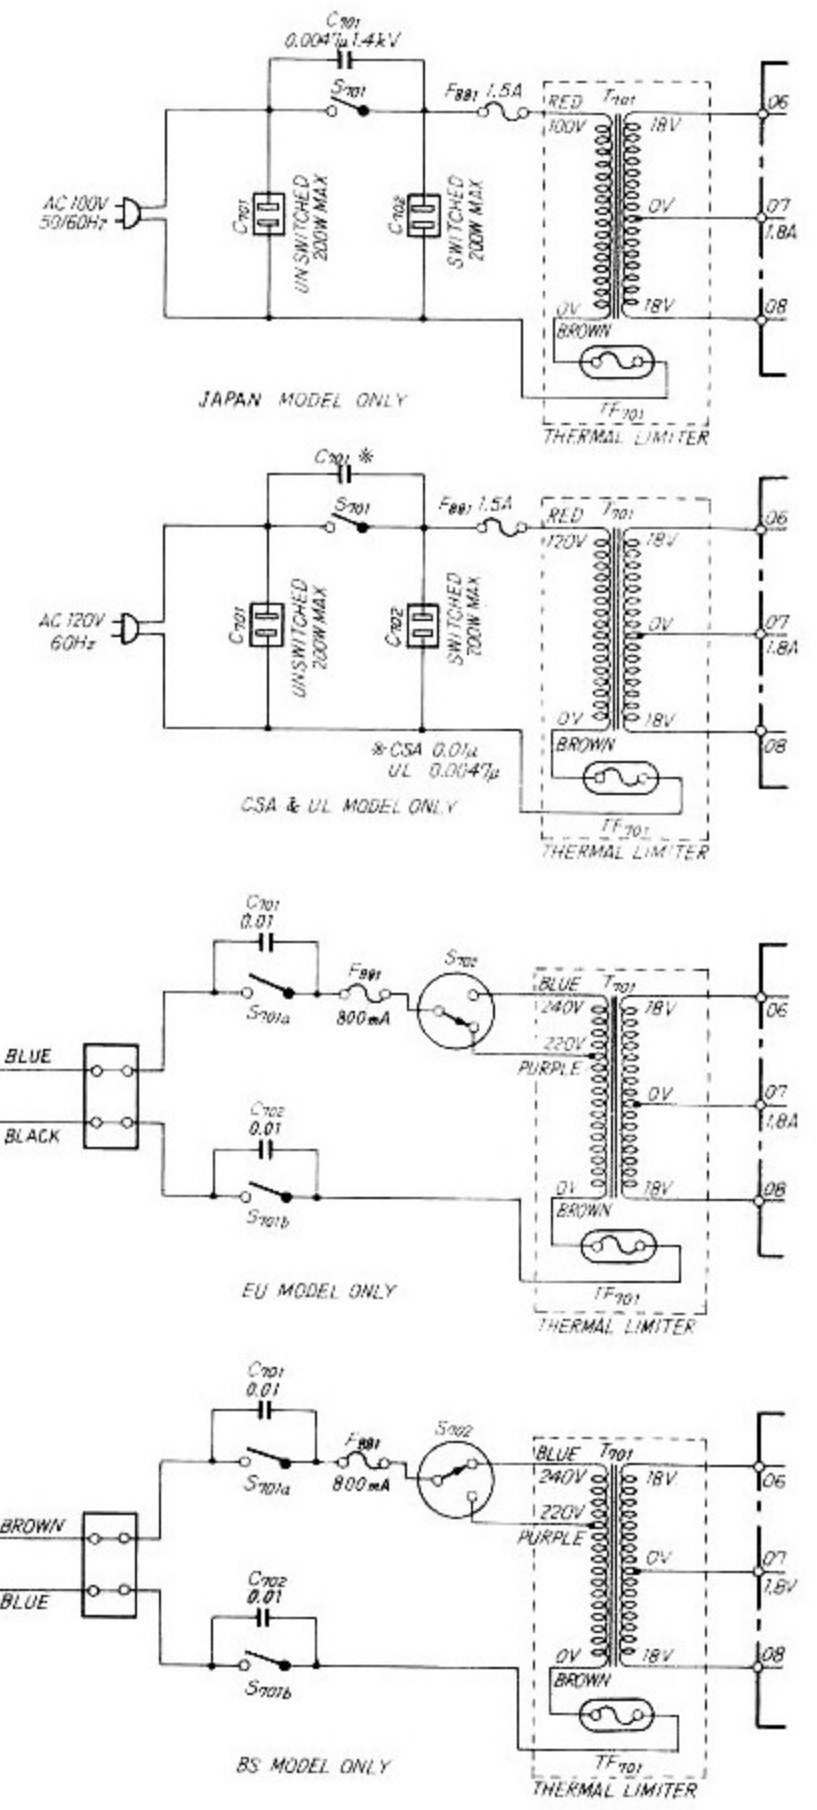 C701
0.0047μ 1.4kV
S701
F881 1.5A
RED
T701
100V
18V
06
AC 100V
50/60Hz
C701
UNSWITCHED
200W MAX
C702
SWITCHED
200W MAX
0V
07
1.8A
0V
18V
08
BROWN
JAPAN MODEL ONLY
TF701
THERMAL LIMITER
C701 ※
S701
F881 1.5A
RED
T701
120V
18V
06
AC 120V
60Hz
C701
UNSWITCHED
200W MAX
C702
SWITCHED
200W MAX
0V
07
1.8A
0V
18V
08
BROWN
※ CSA 0.01μ
UL 0.0047μ
CSA & UL MODEL ONLY
TF701
THERMAL LIMITER
C701
0.01
S701a
F881
800mA
S702
BLUE
T701
240V
18V
06
220V
PURPLE
BLUE
BLACK
C702
0.01
S701b
0V
07
1.8A
0V
18V
08
BROWN
EU MODEL ONLY
TF701
THERMAL LIMITER
C701
0.01
S701a
F881
800mA
S702
BLUE
T701
240V
18V
06
220V
PURPLE
BROWN
BLUE
C702
0.01
S701b
0V
07
1.8V
0V
18V
08
BROWN
BS MODEL ONLY
TF701
THERMAL LIMITER